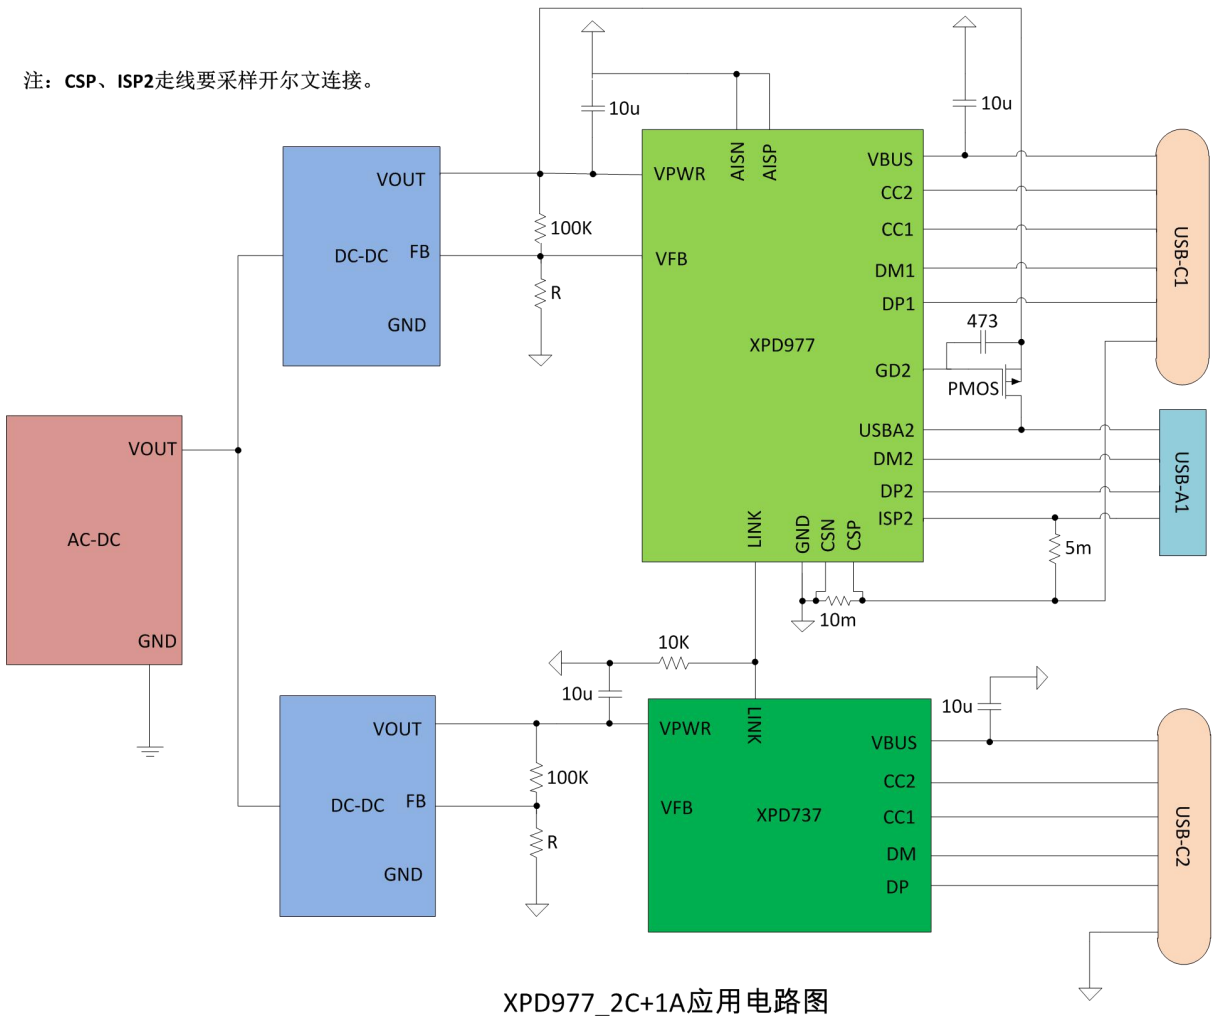 注：CSP、ISP2走线要采样开尔文连接。
10u
10u
AISN
AISP
VOUT
VPWR
VBUS
CC2
100K
CC1
USB-C1
DC-DC
FB
VFB
DM1
R
DP1
GND
473
XPD977
GD2
PMOS
VOUT
USBA2
DM2
DP2
USB-A1
AC-DC
LINK
GND
CSN
CSP
ISP2
5m
10m
GND
10K
10u
LINK
10u
VOUT
VPWR
VBUS
100K
CC2
DC-DC
FB
VFB
XPD737
CC1
USB-C2
R
DM
GND
DP
XPD977_2C+1A应用电路图